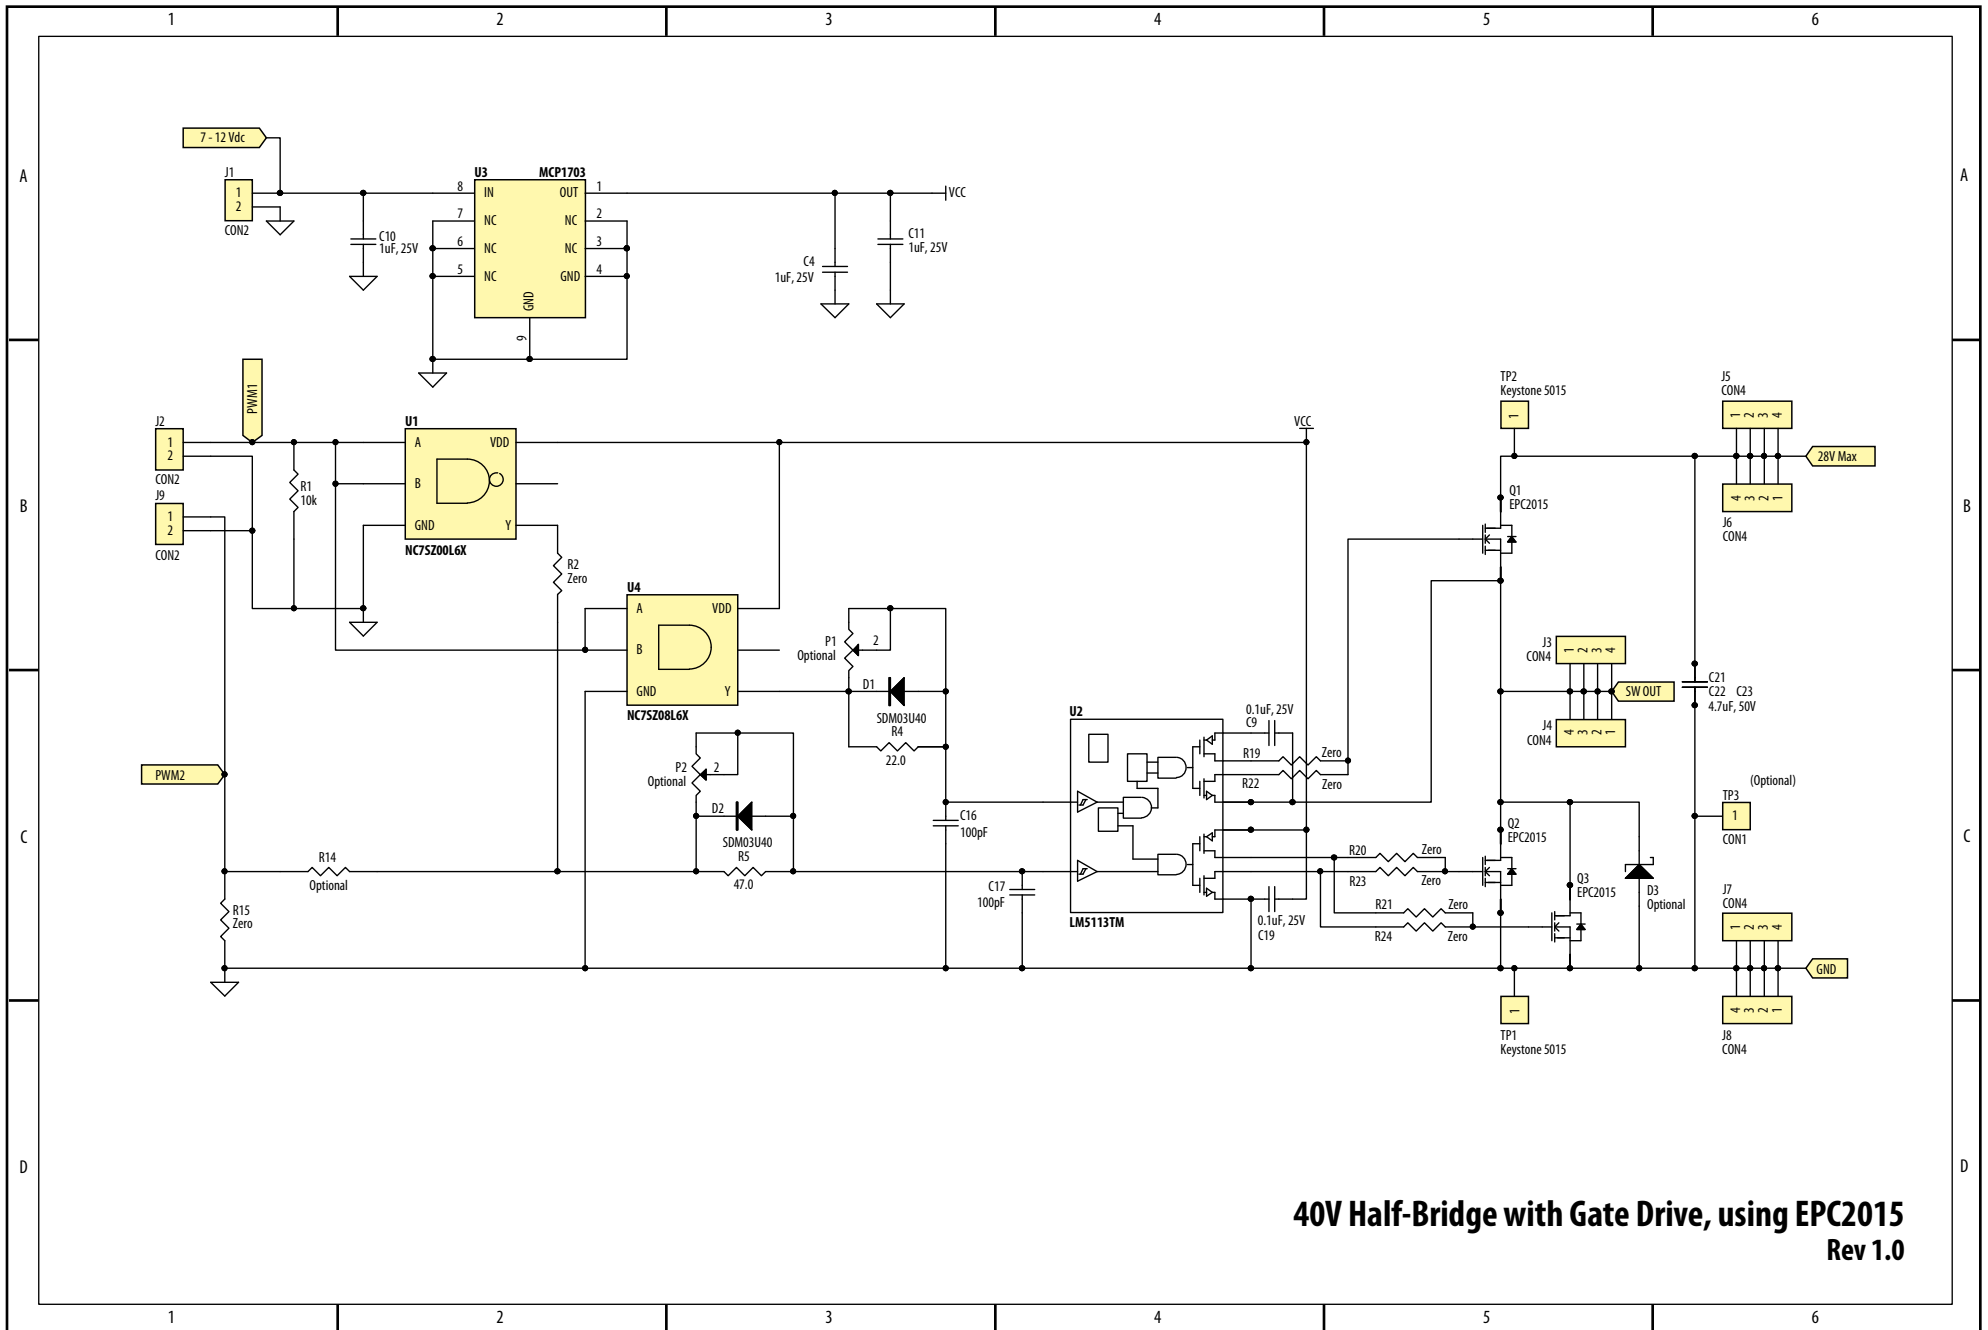 1 2 3 4 5 6
A A
7 - 12 Vdc
J1
1
2
CON2
C10
1uF, 25V
U3 MCP1703
8 IN OUT 1
7 NC NC 2
6 NC NC 3
5 NC GND 4
GND
9
C4
1uF, 25V
C11
1uF, 25V
VCC
B B
PWM1
J2
1
2
CON2
J9
1
2
CON2
R1
10k
U1
A VDD
B
GND Y
NC7SZ00L6X
R2
Zero
U4
A VDD
B
GND Y
NC7SZ08L6X
P1
Optional
2
D1
SDM03U40
R4
22.0
VCC
TP2
Keystone 5015
1
J5
CON4
1 2 3 4
28V Max
4 3 2 1
J6
CON4
Q1
EPC2015
J3
CON4
1 2 3 4
SW OUT
J4
CON4
4 3 2 1
C21
C22 C23
4.7uF, 50V
C C
PWM2
P2
Optional
2
D2
SDM03U40
R5
47.0
R14
Optional
R15
Zero
C16
100pF
C17
100pF
U2
LM5113TM
0.1uF, 25V
C9
R19 Zero
R22 Zero
0.1uF, 25V
C19
R20 Zero
R23 Zero
R21 Zero
R24 Zero
Q2
EPC2015
Q3
EPC2015
D3
Optional
(Optional)
TP3
1
CON1
J7
CON4
1 2 3 4
GND
4 3 2 1
J8
CON4
1
TP1
Keystone 5015
D D
40V Half-Bridge with Gate Drive, using EPC2015
Rev 1.0
1 2 3 4 5 6